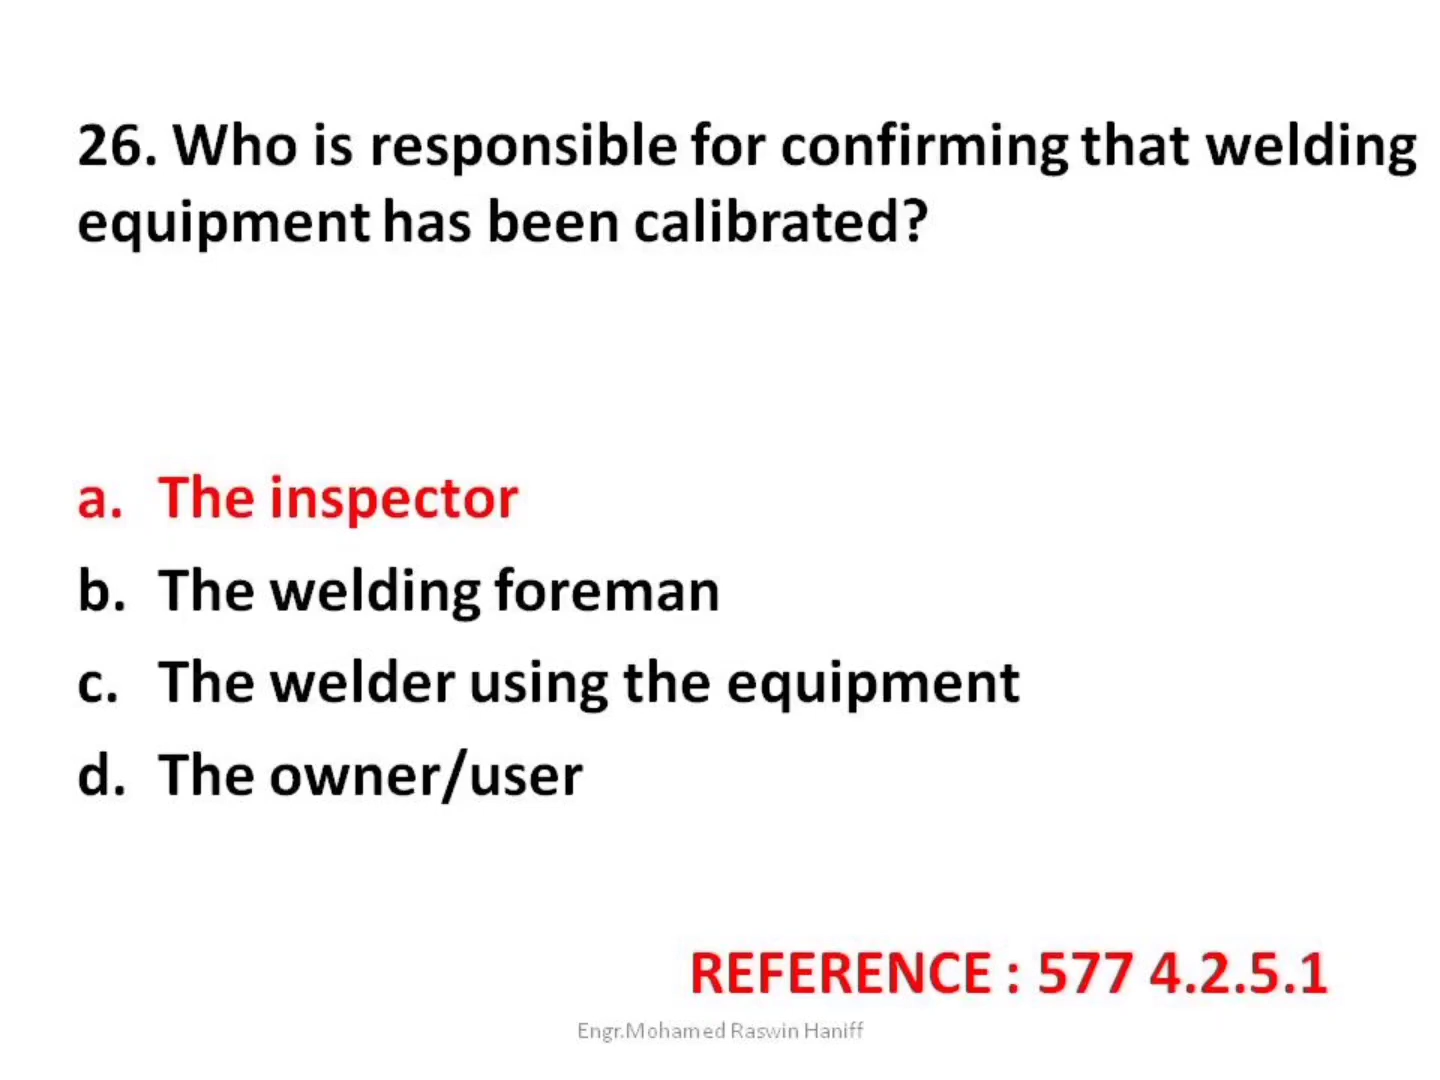 26. Who is responsible for confirming that welding
equipment has been calibrated?
a. The inspector
b. The welding foreman
c. The welder using the equipment
d. The owner/user
REFERENCE : 577 4.2.5.1
Engr.Mohamed Raswin Haniff